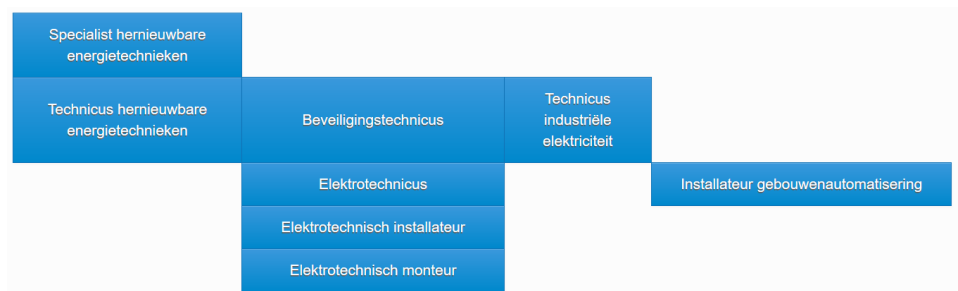 Specialist hernieuwbare
energietechnieken
Technicus hernieuwbare
energietechnieken
Beveiligingstechnicus
Technicus
industriële
elektriciteit
Elektrotechnicus
Installateur gebouwenautomatisering
Elektrotechnisch installateur
Elektrotechnisch monteur